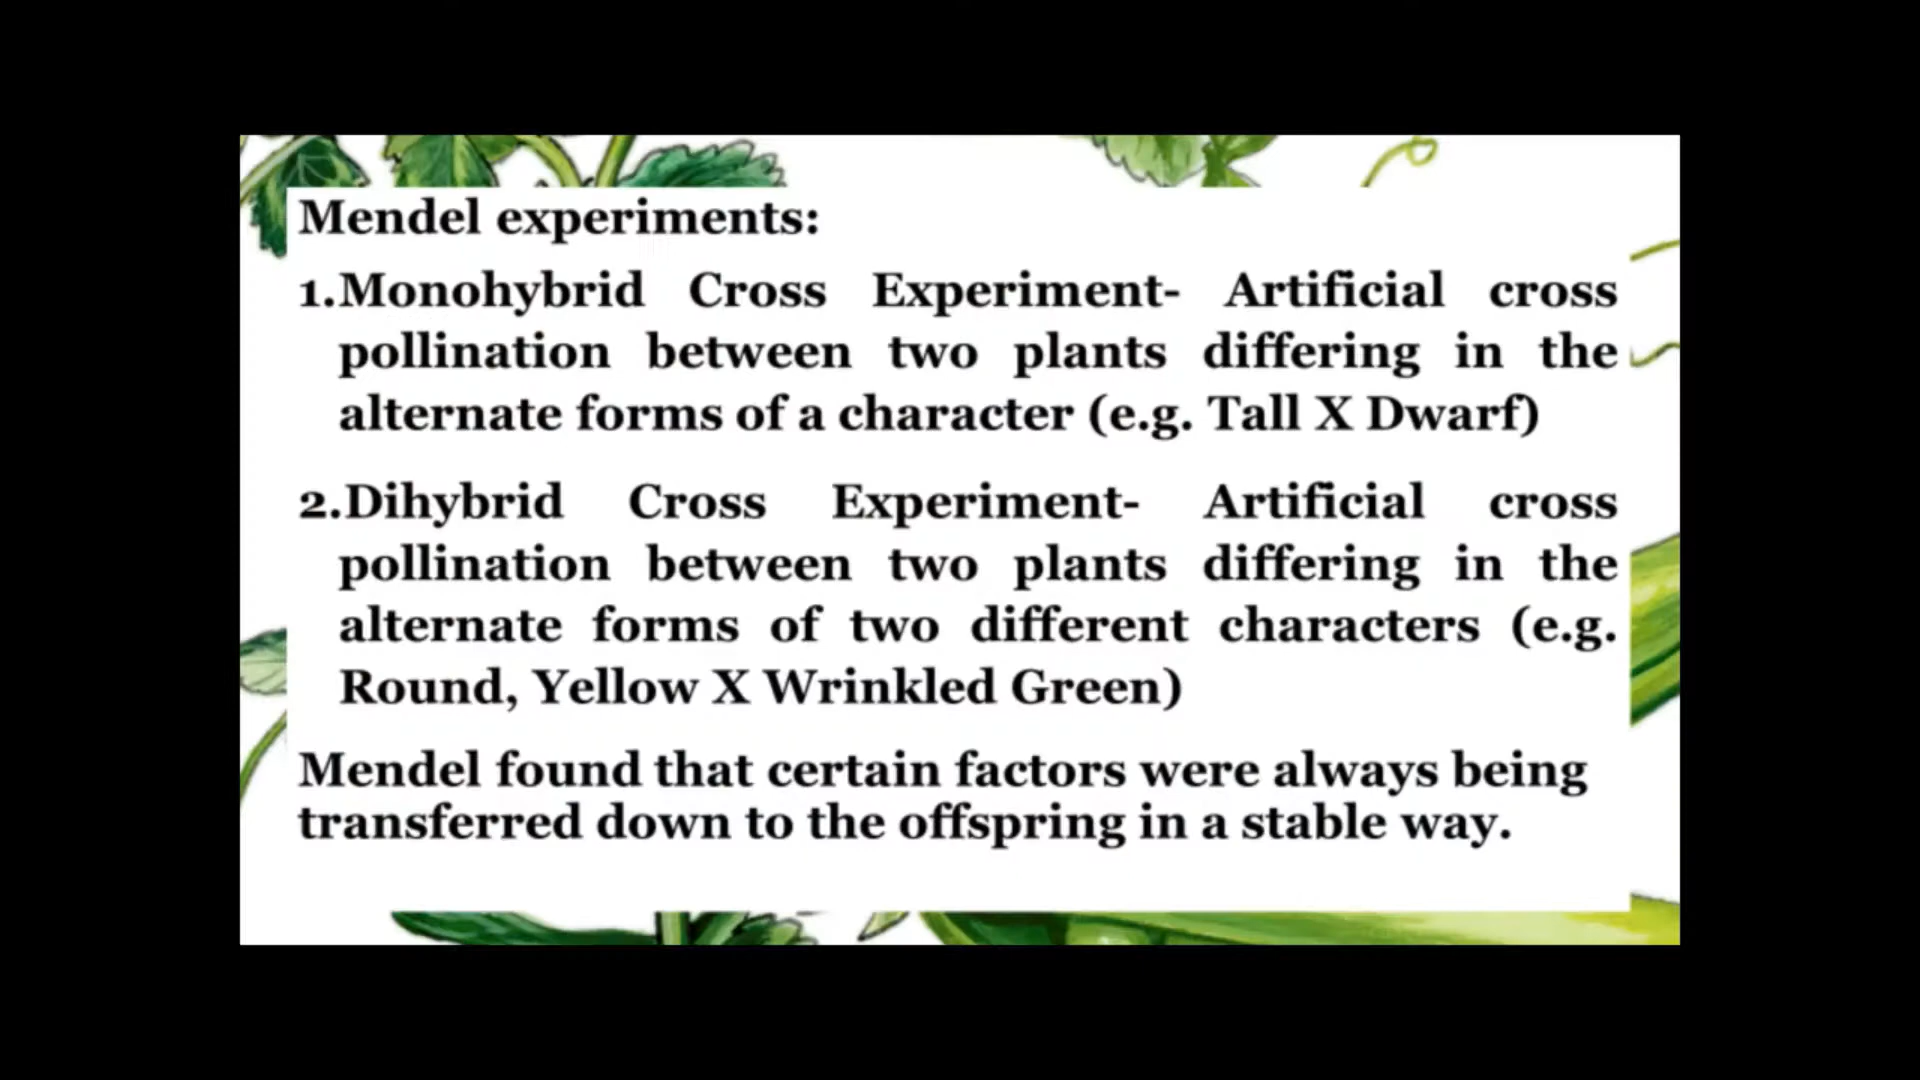 Mendel experiments:
1.Monohybrid Cross Experiment- Artificial cross
pollination between two plants differing in the
alternate forms of a character (e.g. Tall X Dwarf)
2.Dihybrid Cross Experiment- Artificial cross
pollination between two plants differing in the
alternate forms of two different characters (e.g.
Round, Yellow X Wrinkled Green)
Mendel found that certain factors were always being
transferred down to the offspring in a stable way.